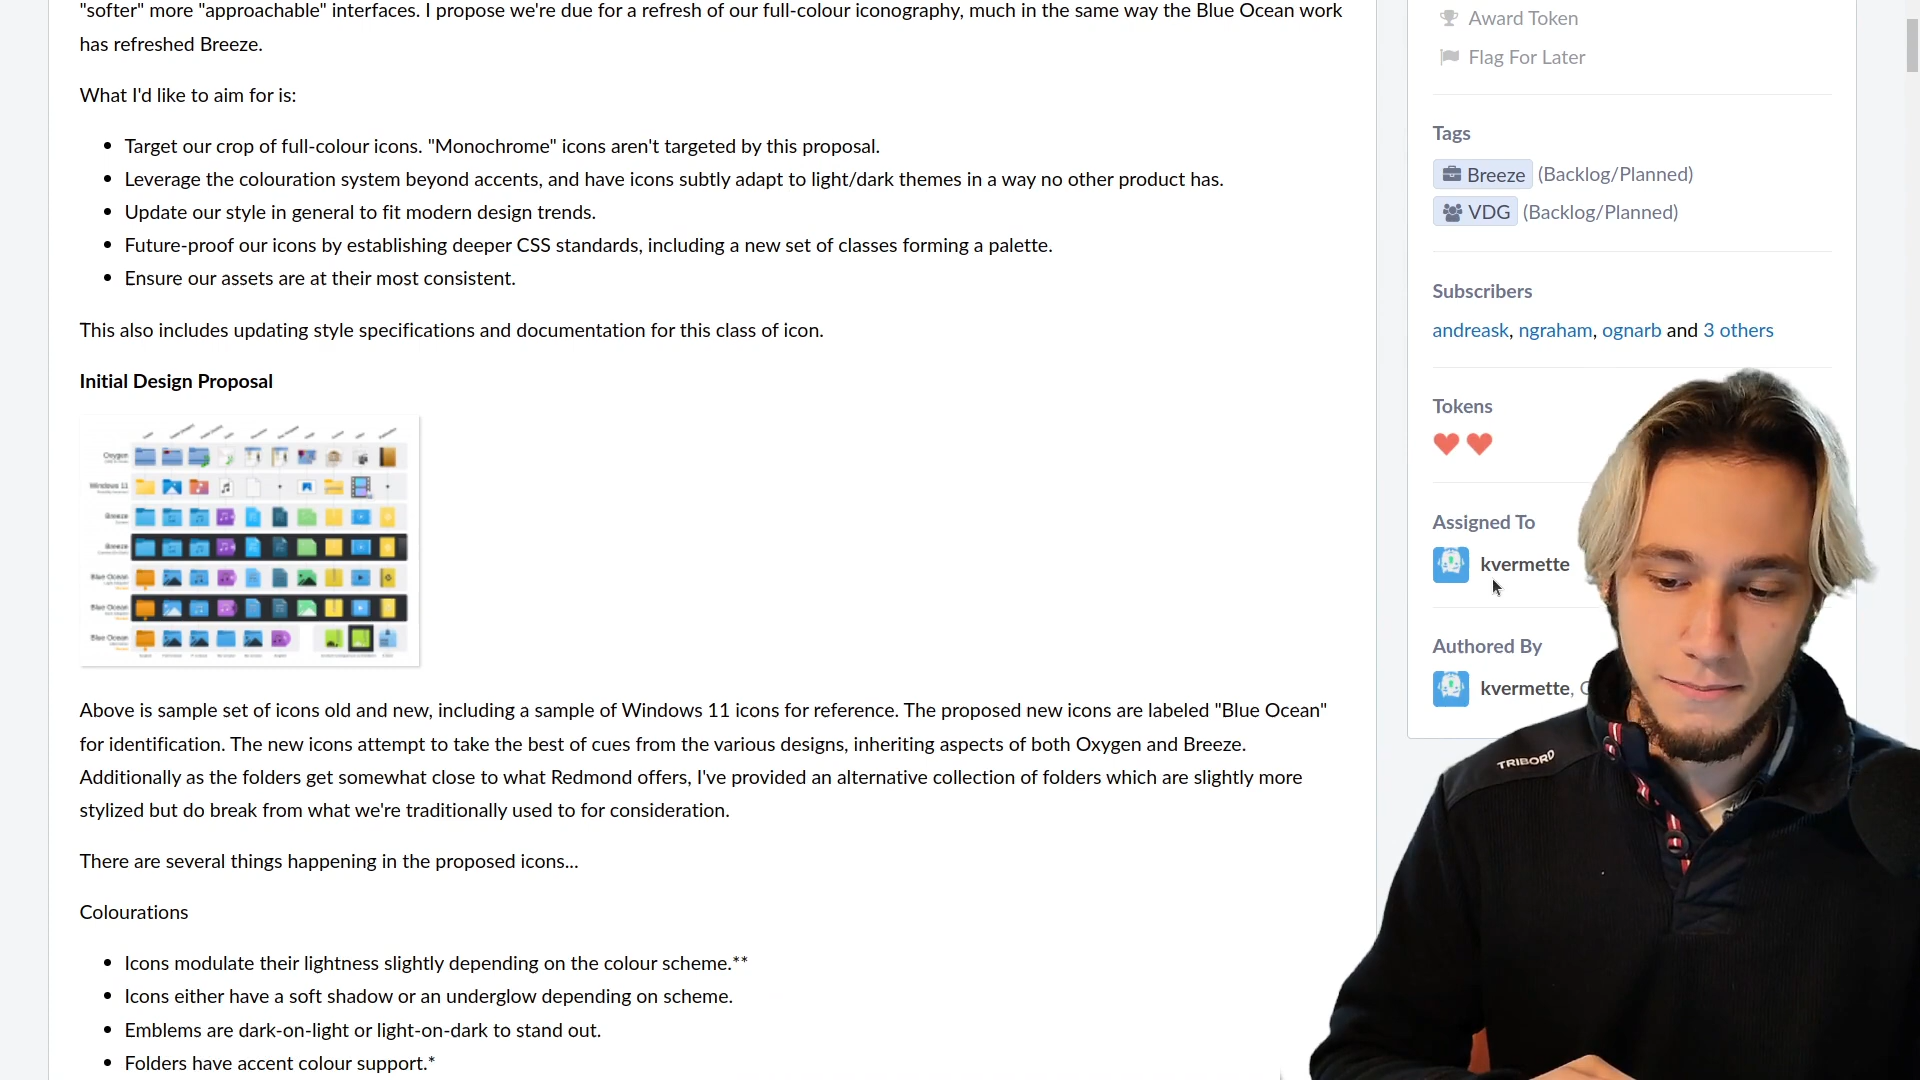 "softer" more "approachable" interfaces. I propose we're due for a refresh of our full-colour iconography, much in the same way the Blue Ocean work
has refreshed Breeze.
What I'd like to aim for is:
• Target our crop of full-colour icons. "Monochrome" icons aren't targeted by this proposal.
• Leverage the colouration system beyond accents, and have icons subtly adapt to light/dark themes in a way no other product has.
• Update our style in general to fit modern design trends.
• Future-proof our icons by establishing deeper CSS standards, including a new set of classes forming a palette.
• Ensure our assets are at their most consistent.
This also includes updating style specifications and documentation for this class of icon.
Initial Design Proposal
Oxygen
Windows 11
Breeze
Breeze
Blue Ocean
Blue Ocean
Blue Ocean
Above is sample set of icons old and new, including a sample of Windows 11 icons for reference. The proposed new icons are labeled "Blue Ocean"
for identification. The new icons attempt to take the best of cues from the various designs, inheriting aspects of both Oxygen and Breeze.
Additionally as the folders get somewhat close to what Redmond offers, I've provided an alternative collection of folders which are slightly more
stylized but do break from what we're traditionally used to for consideration.
There are several things happening in the proposed icons...
Colourations
• Icons modulate their lightness slightly depending on the colour scheme.**
• Icons either have a soft shadow or an underglow depending on scheme.
• Emblems are dark-on-light or light-on-dark to stand out.
• Folders have accent colour support.*
Award Token
Flag For Later
Tags
Breeze (Backlog/Planned)
VDG (Backlog/Planned)
Subscribers
andreask, ngraham, ognarb and 3 others
Tokens
Assigned To
kvermette
Authored By
kvermette,
TRIBORD